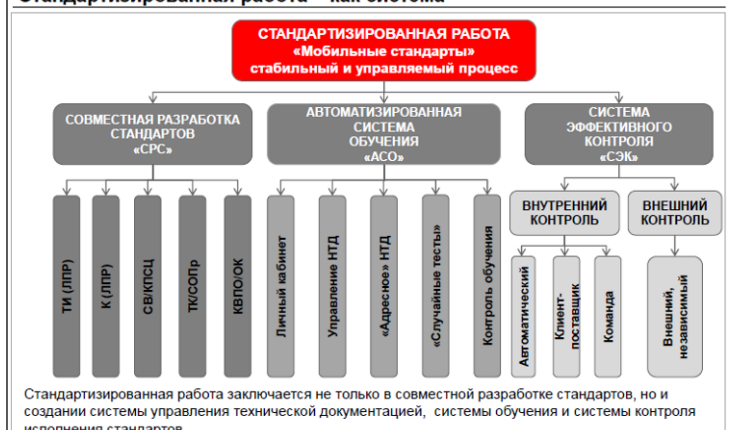 Стандартизированная работа – как система
СТАНДАРТИЗИРОВАННАЯ РАБОТА
«Мобильные стандарты»
стабильный и управляемый процесс
СОВМЕСТНАЯ РАЗРАБОТКА
СТАНДАРТОВ
«СРС»
АВТОМАТИЗИРОВАННАЯ
СИСТЕМА
ОБУЧЕНИЯ
«АСО»
СИСТЕМА
ЭФФЕКТИВНОГО
КОНТРОЛЯ
«СЭК»
ТИ (ЛПР)
К (ЛПР)
СВ/КПСЦ
ТК/СОПр
КВПО/ОК
Личный кабинет
Управление НТД
«Адресное» НТД
«Случайные тесты»
Контроль обучения
ВНУТРЕННИЙ
КОНТРОЛЬ
ВНЕШНИЙ
КОНТРОЛЬ
Автоматический
Клиент-
поставщик
Команда
Внешний,
независимый
Стандартизированная работа заключается не только в совместной разработке стандартов, но и
создании системы управления технической документацией, системы обучения и системы контроля
исполнения стандартов